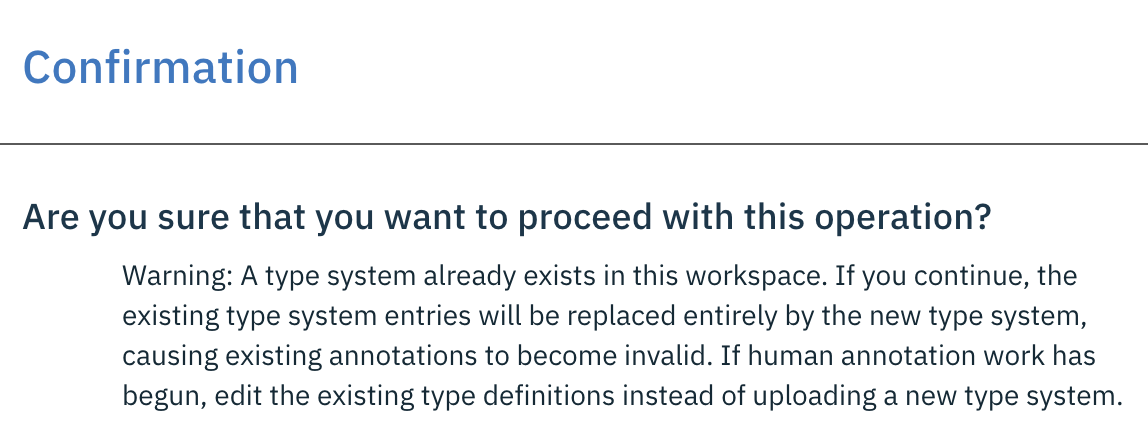 Confirmation
Are you sure that you want to proceed with this operation?
Warning: A type system already exists in this workspace. If you continue, the
existing type system entries will be replaced entirely by the new type system,
causing existing annotations to become invalid. If human annotation work has
begun, edit the existing type definitions instead of uploading a new type system.